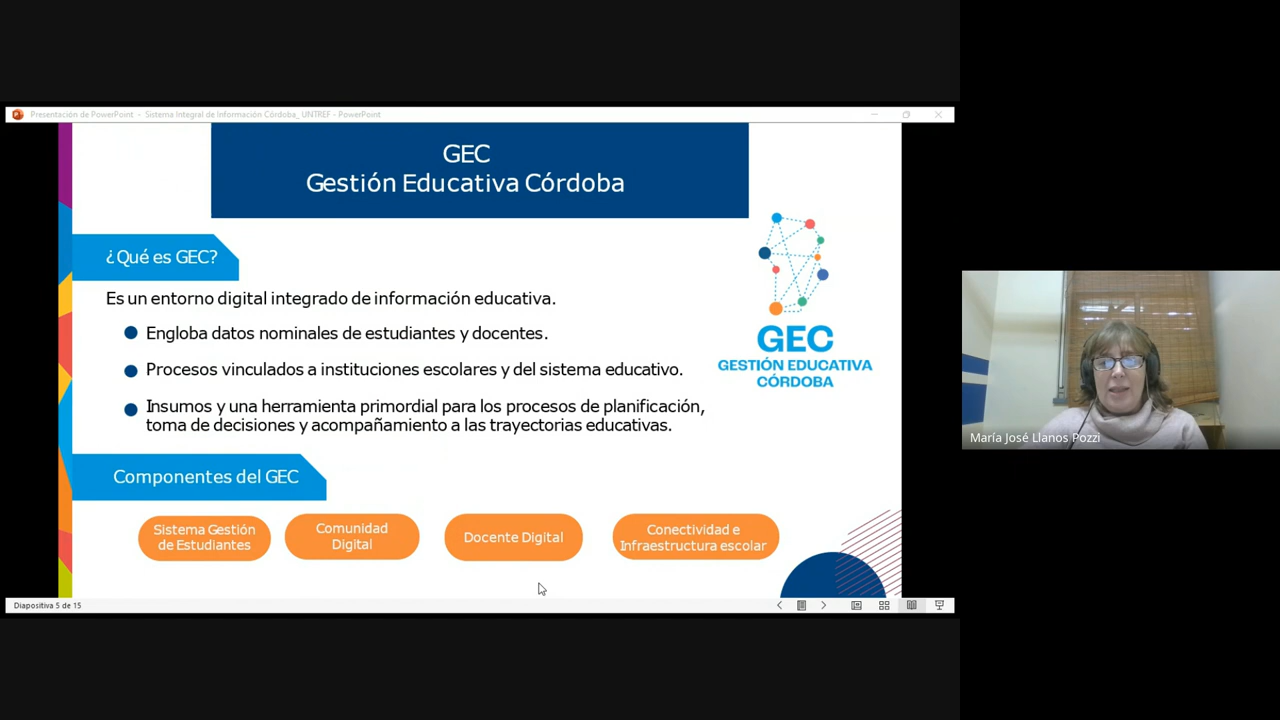 Presentación de PowerPoint - Sistema Integral de Información Córdoba_ UNTREF - PowerPoint
GEC
Gestión Educativa Córdoba
¿Qué es GEC?
Es un entorno digital integrado de información educativa.
Engloba datos nominales de estudiantes y docentes.
Procesos vinculados a instituciones escolares y del sistema educativo.
Insumos y una herramienta primordial para los procesos de planificación,
toma de decisiones y acompañamiento a las trayectorias educativas.
GEC
GESTIÓN EDUCATIVA
CÓRDOBA
Componentes del GEC
Sistema Gestión
de Estudiantes
Comunidad
Digital
Docente Digital
Conectividad e
Infraestructura escolar
Diapositiva 5 de 15
María José Llanos Pozzi